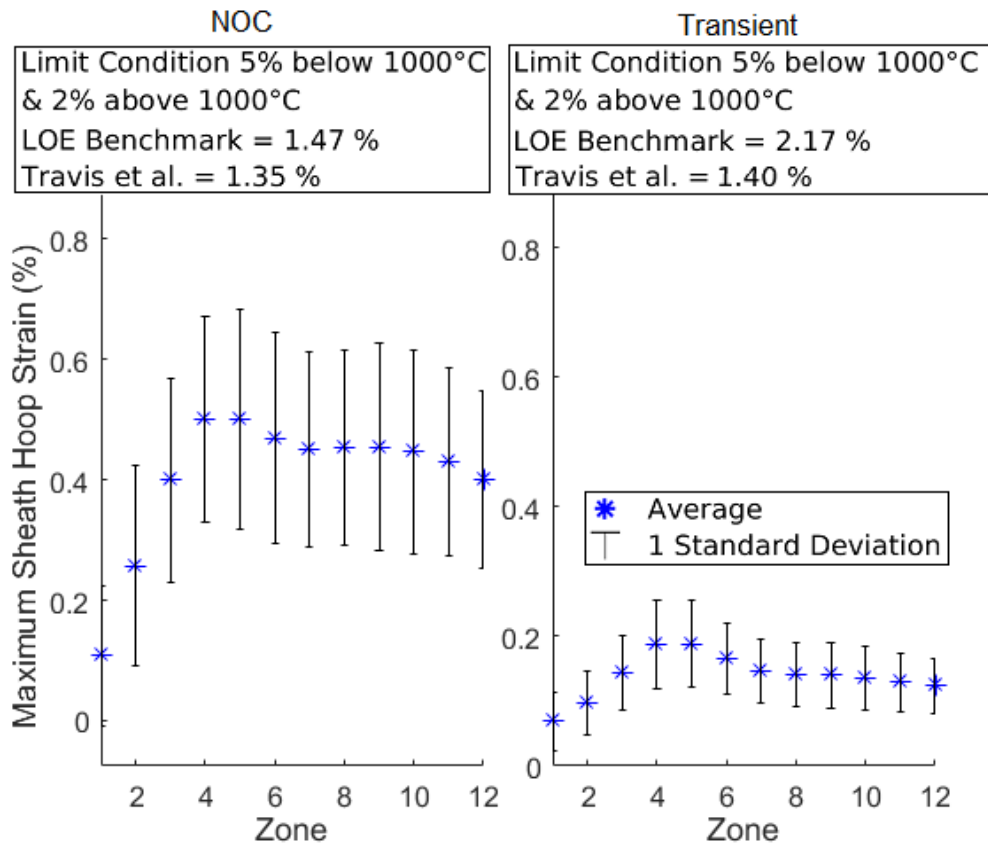 NOC
Limit Condition 5% below 1000°C
& 2% above 1000°C
LOE Benchmark = 1.47 %
Travis et al. = 1.35 %
Maximum Sheath Hoop Strain (%)
0.8
0.6
0.4
0.2
0
2 4 6 8 10 12
Zone
Transient
Limit Condition 5% below 1000°C
& 2% above 1000°C
LOE Benchmark = 2.17 %
Travis et al. = 1.40 %
0.8
0.6
0.4
0.2
0
Average
1 Standard Deviation
2 4 6 8 10 12
Zone